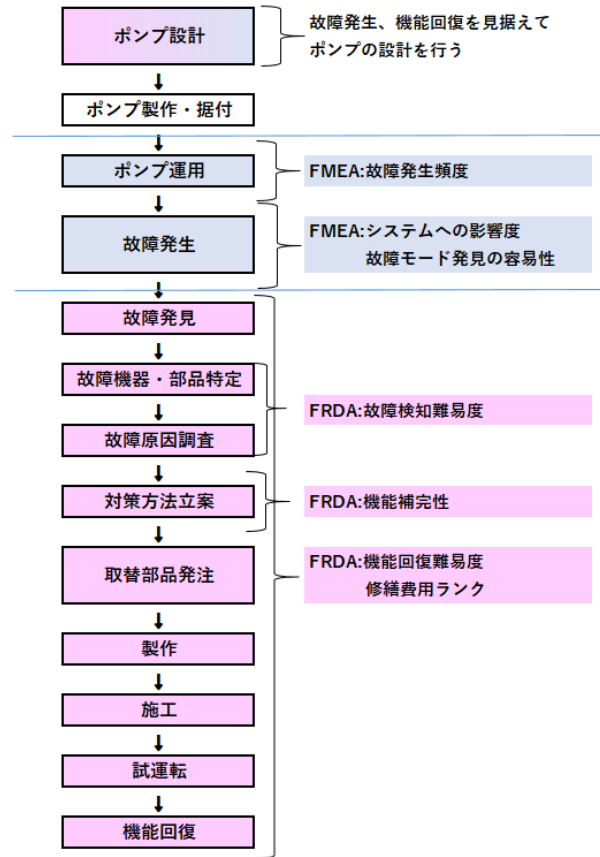 ポンプ設計
故障発生、機能回復を見据えて
ポンプの設計を行う
↓
ポンプ製作・据付
↓
ポンプ運用
FMEA:故障発生頻度
↓
故障発生
FMEA:システムへの影響度
故障モード発見の容易性
↓
故障発見
↓
故障機器・部品特定
↓
FRDA:故障検知難易度
故障原因調査
↓
対策方法立案
FRDA:機能補完性
↓
取替部品発注
FRDA:機能回復難易度
修繕費用ランク
↓
製作
↓
施工
↓
試運転
↓
機能回復